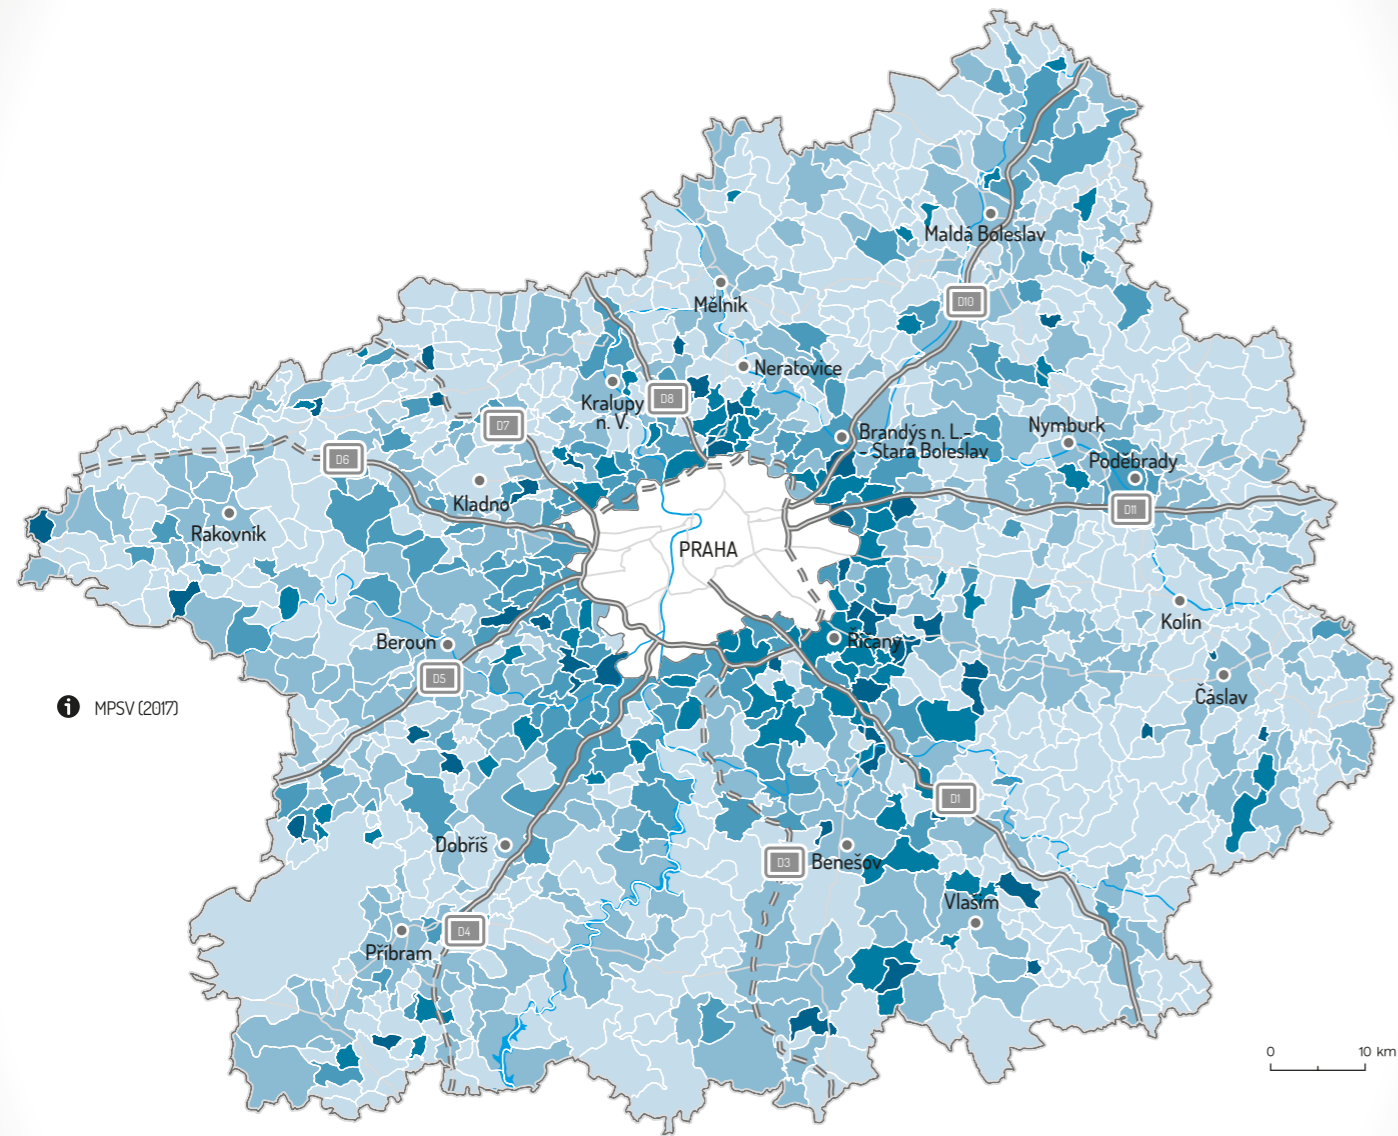 Maldá Boleslav
D10
Mělník
Neratovice
Kralupy
n. V.
D8
D7
Brandýs n. L.-
- Stará Boleslav
Nymburk
Poděbrady
D6
Kladno
D11
Rakovník
PRAHA
Kolín
Beroun
Říčany
D5
Čáslav
MPSV (2017)
D1
Dobříš
D3
Benešov
Vlašim
D4
Příbram
0 10 km